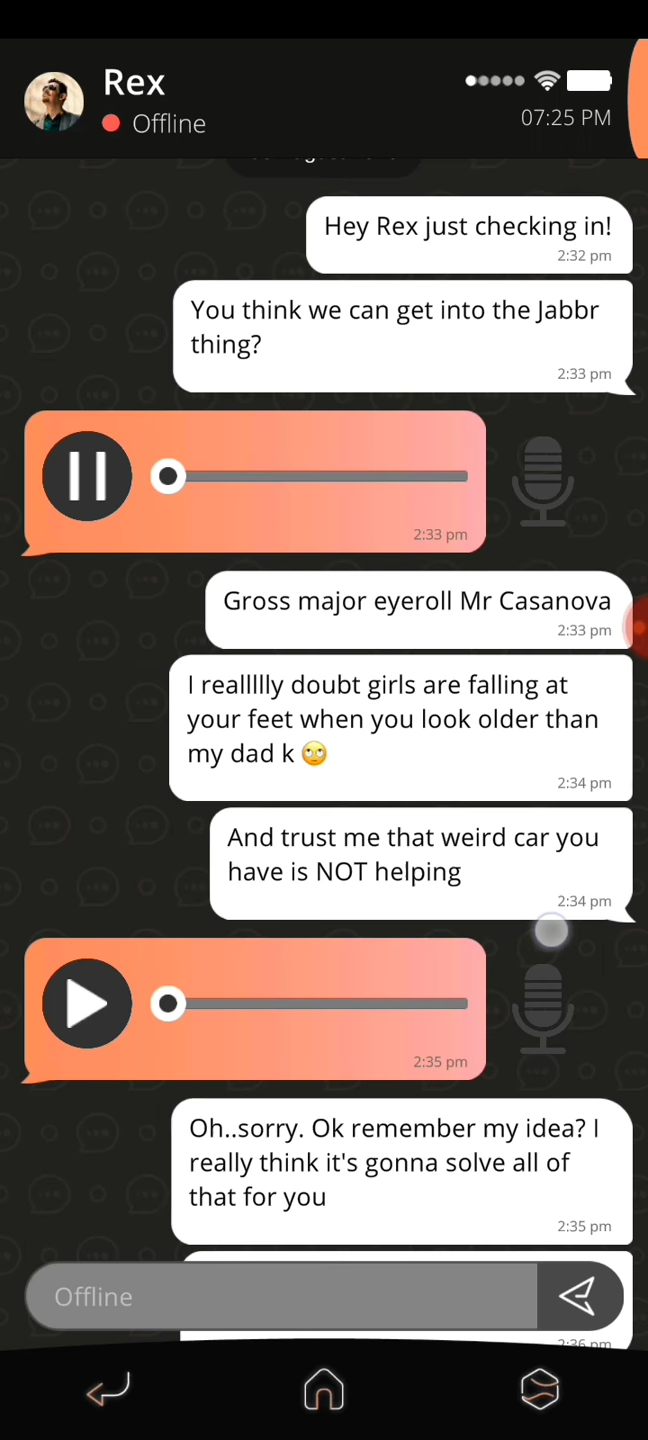 Rex
Offline
07:25 PM
Hey Rex just checking in!
2:32 pm
You think we can get into the Jabbr
thing?
2:33 pm
2:33 pm
Gross major eyeroll Mr Casanova
2:33 pm
I reallllly doubt girls are falling at
your feet when you look older than
my dad k 🙄
2:34 pm
And trust me that weird car you
have is NOT helping
2:34 pm
2:35 pm
Oh..sorry. Ok remember my idea? I
really think it's gonna solve all of
that for you
2:35 pm
Offline
2:36 pm